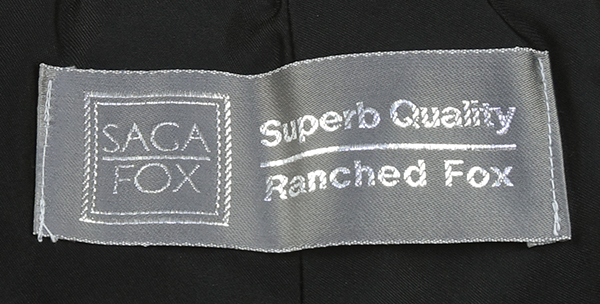 SAGA
FOX
Superb Quality
Ranched Fox